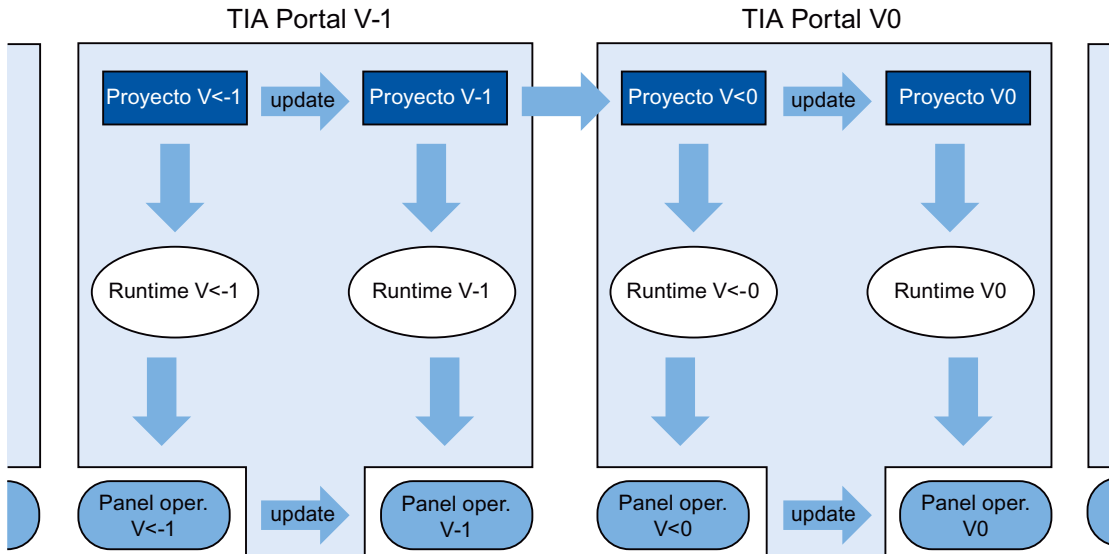 TIA Portal V-1
TIA Portal V0
Proyecto V<-1
update
Proyecto V-1
Proyecto V<0
update
Proyecto V0
Runtime V<-1
Runtime V-1
Runtime V<-0
Runtime V0
Panel oper.
V<-1
update
Panel oper.
V-1
Panel oper.
V<0
update
Panel oper.
V0